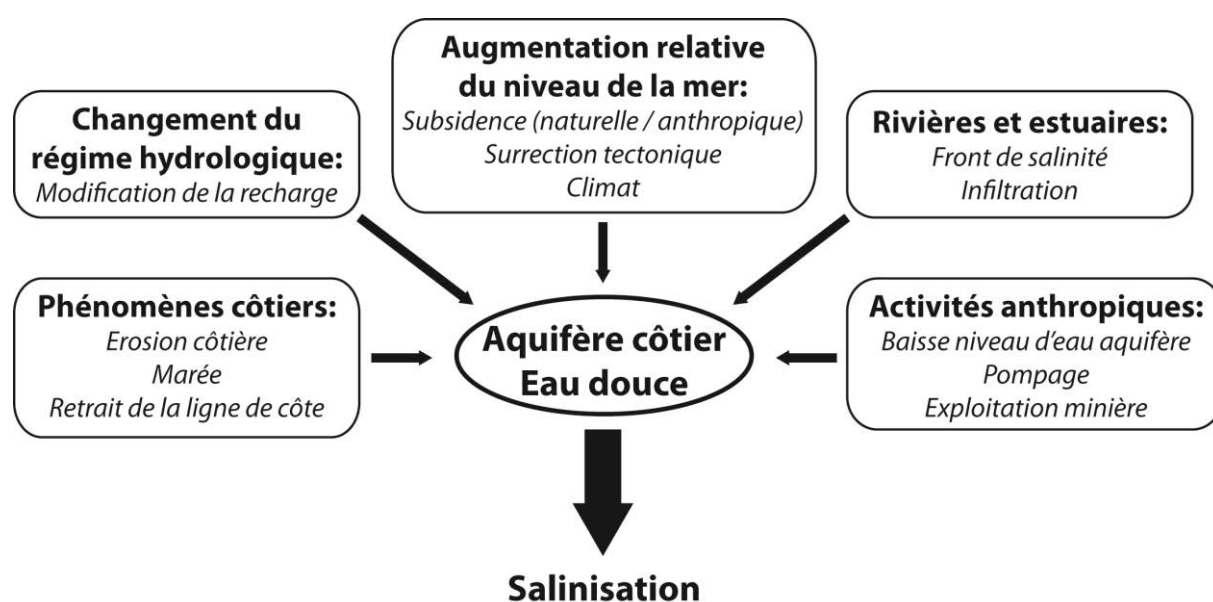 Augmentation relative
du niveau de la mer:
Subsidence (naturelle / anthropique)
Surrection tectonique
Climat
Changement du
régime hydrologique:
Modification de la recharge
Rivières et estuaires:
Front de salinité
Infiltration
Phénomènes côtiers:
Erosion côtière
Marée
Retrait de la ligne de côte
Aquifère côtier
Eau douce
Activités anthropiques:
Baisse niveau d'eau aquifère
Pompage
Exploitation minière
Salinisation